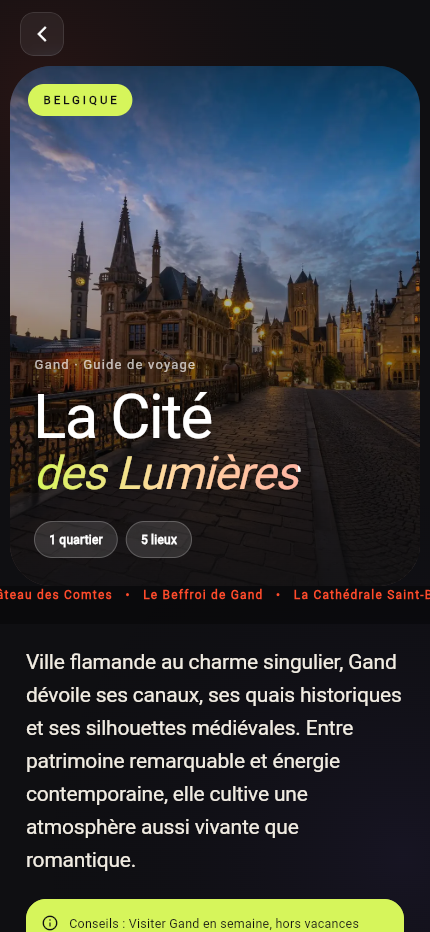 BELGIQUE
Gand · Guide de voyage
La Cité
des Lumières
1 quartier
5 lieux
des Comtes • Le Beffroi de Gand • La Cathédrale
Ville flamande au charme singulier, Gand
dévoile ses canaux, ses quais historiques
et ses silhouettes médiévales. Entre
patrimoine remarquable et énergie
contemporaine, elle cultive une
atmosphère aussi vivante que
romantique.
Conseils : Visiter Gand en semaine, hors vacances